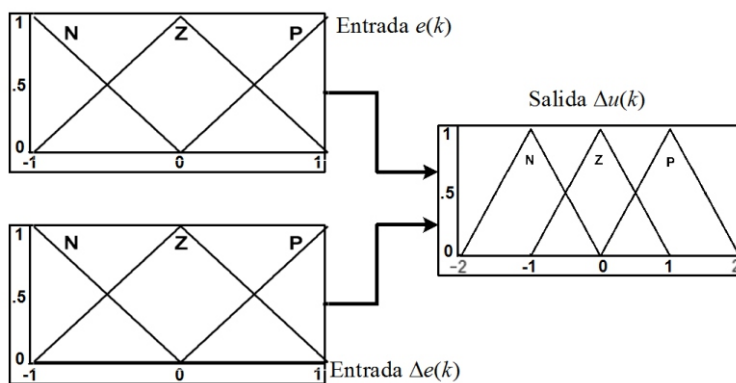 Entrada e(k)
1 N Z P
.5
0
-1 0 1
Salida Δu(k)
1
N Z P
.5
0
-2 -1 0 1 2
1 N Z P
.5
0
-1 0 1
Entrada Δe(k)